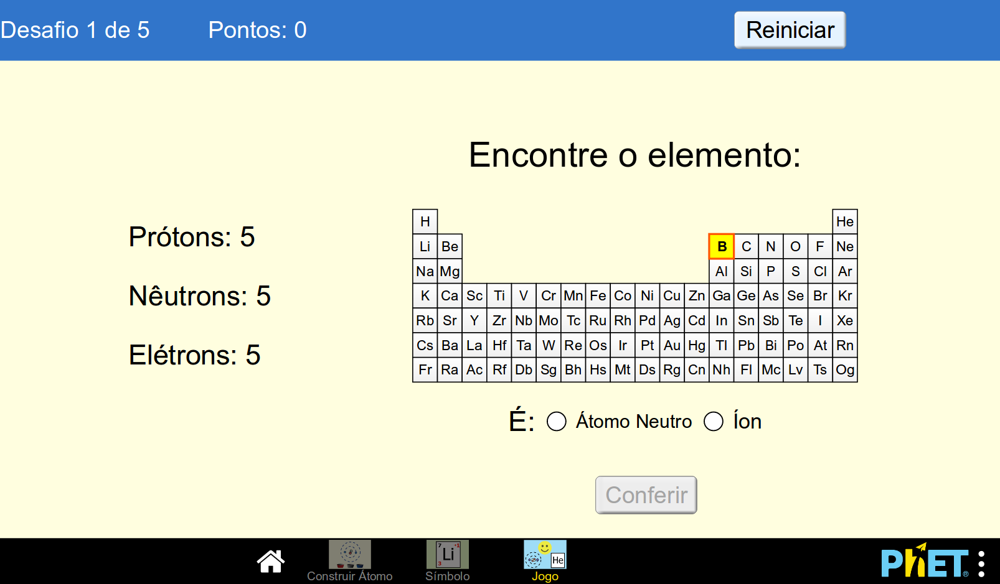 Desafio 1 de 5 Pontos: 0 Reiniciar
Encontre o elemento:
Prótons: 5
Nêutrons: 5
Elétrons: 5
H He
Li Be B C N O F Ne
Na Mg Al Si P S Cl Ar
K Ca Sc Ti V Cr Mn Fe Co Ni Cu Zn Ga Ge As Se Br Kr
Rb Sr Y Zr Nb Mo Tc Ru Rh Pd Ag Cd In Sn Sb Te I Xe
Cs Ba La Hf Ta W Re Os Ir Pt Au Hg Tl Pb Bi Po At Rn
Fr Ra Ac Rf Db Sg Bh Hs Mt Ds Rg Cn Nh Fl Mc Lv Ts Og
É: Átomo Neutro Íon
Conferir
7 +1
Li
3
He
Construir Átomo Símbolo Jogo
PhET®